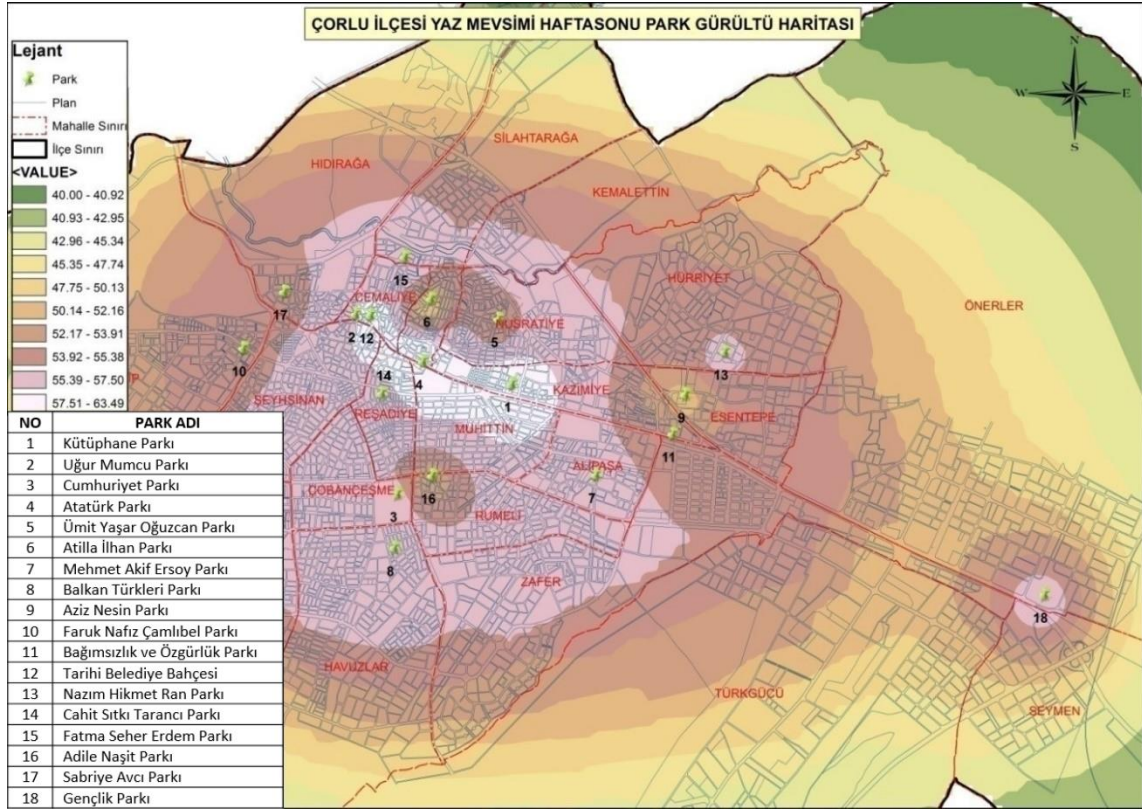 ÇORLU İLÇESİ YAZ MEVSİMİ HAFTASONU PARK GÜRÜLTÜ HARİTASI
Lejant
Park
Plan
Mahalle Sınırı
İlçe Sınırı
<VALUE>
40.00 - 40.92
40.93 - 42.95
42.96 - 45.34
45.35 - 47.74
47.75 - 50.13
50.14 - 52.16
52.17 - 53.91
53.92 - 55.38
55.39 - 57.50
57.51 - 63.49
N
W E
S
SİLAHTARAĞA
HIDIRAĞA
KEMALETTİN
HÜRRİYET
ÖNERLER
15
CEMALİYE
17
6
NUSRATİYE
5
2 12
10
4
13
14
KAZIMİYE
1
SEYHSİNAN
REŞADİYE
9
ESENTEPE
MUHİTTİN
11
ALİPAŞA
ÇOBANÇEŞME
16
7
3
RUMELİ
8
ZAFER
18
HAVUZLAR
TÜRKGÜCÜ
SEYMEN
NO PARK ADI
1 Kütüphane Parkı
2 Uğur Mumcu Parkı
3 Cumhuriyet Parkı
4 Atatürk Parkı
5 Ümit Yaşar Oğuzcan Parkı
6 Atilla İlhan Parkı
7 Mehmet Akif Ersoy Parkı
8 Balkan Türkleri Parkı
9 Aziz Nesin Parkı
10 Faruk Nafız Çamlıbel Parkı
11 Bağımsızlık ve Özgürlük Parkı
12 Tarihi Belediye Bahçesi
13 Nazım Hikmet Ran Parkı
14 Cahit Sıtkı Tarancı Parkı
15 Fatma Seher Erdem Parkı
16 Adile Naşit Parkı
17 Sabriye Avcı Parkı
18 Gençlik Parkı